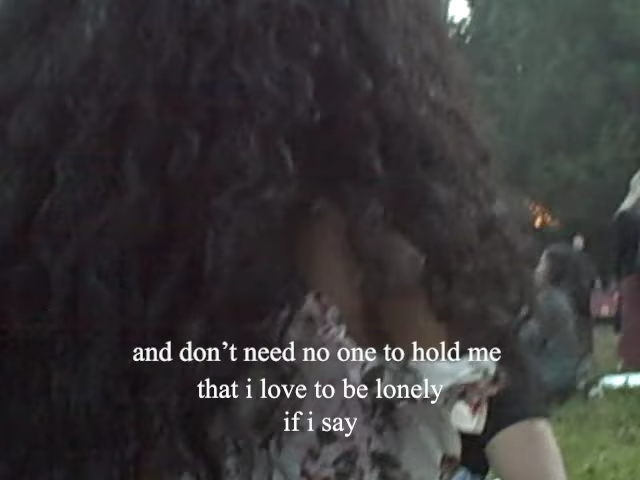 and don’t need no one to hold me
that i love to be lonely
if i say